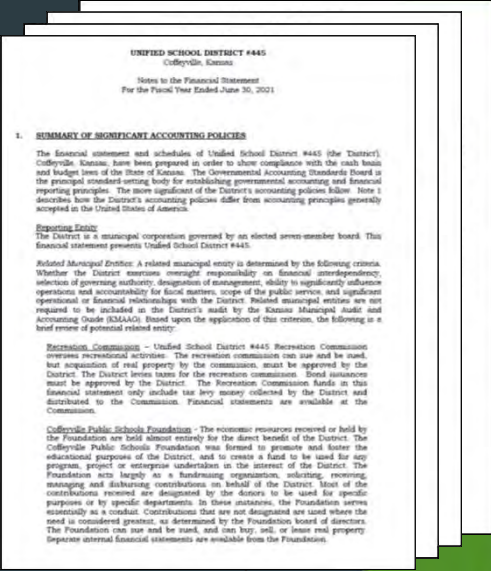 UNIFIED SCHOOL DISTRICT #445
Coffeyville, Kansas
Notes to the Financial Statement
For the Fiscal Year Ended June 30, 2021
1. SUMMARY OF SIGNIFICANT ACCOUNTING POLICIES
The financial statement and schedules of Unified School District #445 (the 'District'),
Coffeyville, Kansas, have been prepared in order to show compliance with the cash basis
and budget laws of the State of Kansas. The Governmental Accounting Standards Board is
the principal standard-setting body for establishing governmental accounting and financial
reporting principles. The more significant of the District's accounting policies follow. Note 1
describes how the District's accounting policies differ from accounting principles generally
accepted in the United States of America.
Reporting Entity
The District is a municipal corporation governed by an elected seven-member board. This
financial statement presents Unified School District #445.
Related Municipal Entities: A related municipal entity is determined by the following criteria.
Whether the District exercises oversight responsibility on financial interdependency,
selection of governing authority, designation of management, ability to significantly influence
operations and accountability for fiscal matters, scope of the public service, and significant
operational or financial relationships with the District. Related municipal entities are not
required to be included in the District's audit by the Kansas Municipal Audit and
Accounting Guide (KMAAG). Based upon the application of this criterion, the following is a
brief review of potential related entity:
Recreation Commission – Unified School District #445 Recreation Commission
oversees recreational activities. The recreation commission can sue and be sued,
but acquisition of real property by the commission, must be approved by the
District. The District levies taxes for the recreation commission. Bond issuances
must be approved by the District. The Recreation Commission funds in this
financial statement only include tax levy money collected by the District and
distributed to the Commission. Financial statements are available at the
Commission.
Coffeyville Public Schools Foundation - The economic resources received or held by
the Foundation are held almost entirely for the direct benefit of the District. The
Coffeyville Public Schools Foundation was formed to promote and foster the
educational purposes of the District, and to create a fund to be used for any
program, project or enterprise undertaken in the interest of the District. The
Foundation acts largely as a fundraising organization, soliciting, receiving,
managing and disbursing contributions on behalf of the District. Most of the
contributions received are designated by the donors to be used for specific
purposes or by specific departments. In these instances, the Foundation serves
essentially as a conduit. Contributions that are not designated are used where the
need is considered greatest, as determined by the Foundation board of directors.
The Foundation can sue and be sued, and can buy, sell, or lease real property.
Separate internal financial statements are available from the Foundation.